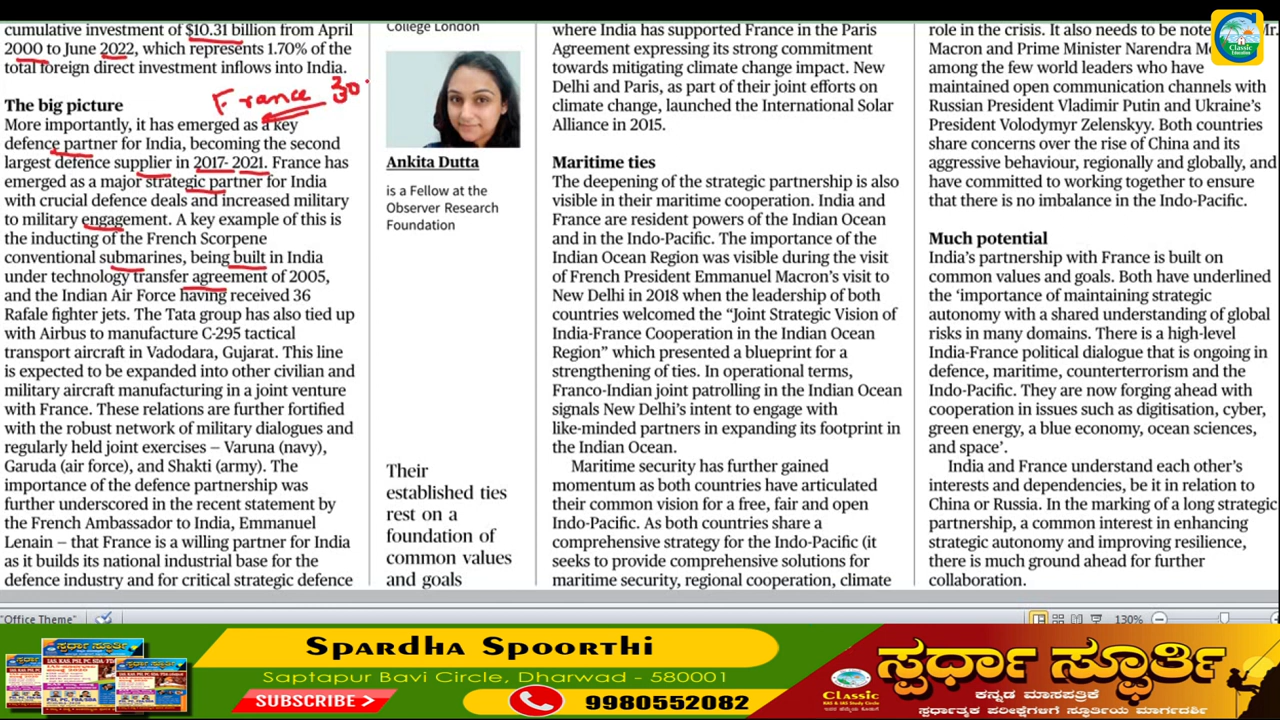 cumulative investment of $10.31 billion from April
2000 to June 2022, which represents 1.70% of the
total foreign direct investment inflows into India.
France 30
The big picture
More importantly, it has emerged as a key
defence partner for India, becoming the second
largest defence supplier in 2017- 2021. France has
emerged as a major strategic partner for India
with crucial defence deals and increased military
to military engagement. A key example of this is
the inducting of the French Scorpene
conventional submarines, being built in India
under technology transfer agreement of 2005,
and the Indian Air Force having received 36
Rafale fighter jets. The Tata group has also tied up
with Airbus to manufacture C-295 tactical
transport aircraft in Vadodara, Gujarat. This line
is expected to be expanded into other civilian and
military aircraft manufacturing in a joint venture
with France. These relations are further fortified
with the robust network of military dialogues and
regularly held joint exercises — Varuna (navy),
Garuda (air force), and Shakti (army). The
importance of the defence partnership was
further underscored in the recent statement by
the French Ambassador to India, Emmanuel
Lenain — that France is a willing partner for India
as it builds its national industrial base for the
defence industry and for critical strategic defence
College London
Ankita Dutta
is a Fellow at the
Observer Research
Foundation
Their
established ties
rest on a
foundation of
common values
and goals
where India has supported France in the Paris
Agreement expressing its strong commitment
towards mitigating climate change impact. New
Delhi and Paris, as part of their joint efforts on
climate change, launched the International Solar
Alliance in 2015.
Maritime ties
The deepening of the strategic partnership is also
visible in their maritime cooperation. India and
France are resident powers of the Indian Ocean
and in the Indo-Pacific. The importance of the
Indian Ocean Region was visible during the visit
of French President Emmanuel Macron’s visit to
New Delhi in 2018 when the leadership of both
countries welcomed the “Joint Strategic Vision of
India-France Cooperation in the Indian Ocean
Region” which presented a blueprint for a
strengthening of ties. In operational terms,
Franco-Indian joint patrolling in the Indian Ocean
signals New Delhi’s intent to engage with
like-minded partners in expanding its footprint in
the Indian Ocean.
Maritime security has further gained
momentum as both countries have articulated
their common vision for a free, fair and open
Indo-Pacific. As both countries share a
comprehensive strategy for the Indo-Pacific (it
seeks to provide comprehensive solutions for
maritime security, regional cooperation, climate
role in the crisis. It also needs to be note Mr.
Macron and Prime Minister Narendra M
among the few world leaders who have
maintained open communication channels with
Russian President Vladimir Putin and Ukraine’s
President Volodymyr Zelenskyy. Both countries
share concerns over the rise of China and its
aggressive behaviour, regionally and globally, and
have committed to working together to ensure
that there is no imbalance in the Indo-Pacific.
Much potential
India’s partnership with France is built on
common values and goals. Both have underlined
the ‘importance of maintaining strategic
autonomy with a shared understanding of global
risks in many domains. There is a high-level
India-France political dialogue that is ongoing in
defence, maritime, counterterrorism and the
Indo-Pacific. They are now forging ahead with
cooperation in issues such as digitisation, cyber,
green energy, a blue economy, ocean sciences,
and space’.
India and France understand each other’s
interests and dependencies, be it in relation to
China or Russia. In the marking of a long strategic
partnership, a common interest in enhancing
strategic autonomy and improving resilience,
there is much ground ahead for further
collaboration.
Classic
Education
"Office Theme"
130%
Spardha Spoorthi
Saptapur Bavi Circle, Dharwad - 580001
SUBSCRIBE
9980552082
ಸ್ಪರ್ಧಾ ಸ್ಫೂರ್ತಿ
ಕನ್ನಡ ಮಾಸಪತ್ರಿಕೆ
ಸ್ಪರ್ಧಾತ್ಮಕ ಪರೀಕ್ಷೆಗಳಿಗೆ ಸ್ಫೂರ್ತಿಯ ಮಾರ್ಗದರ್ಶಿ
Classic
KAS & IAS Study Circle